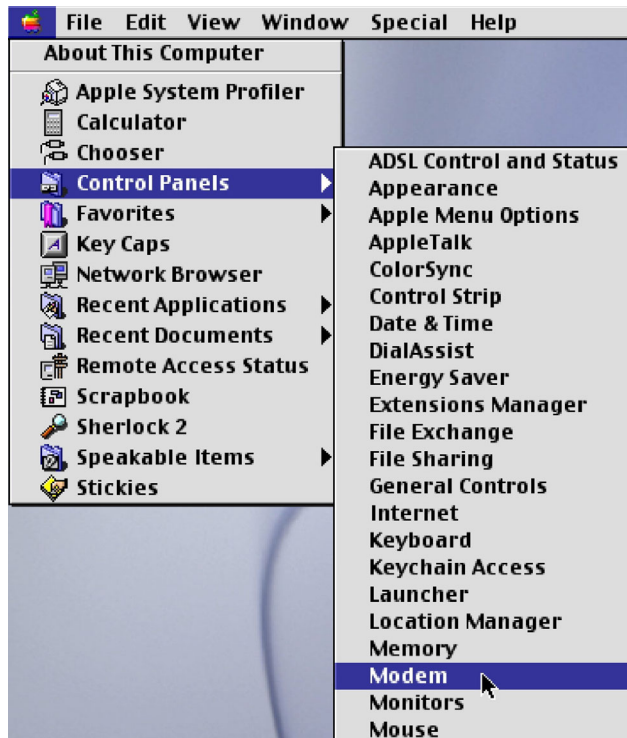 File Edit View Window Special Help
About This Computer
Apple System Profiler
Calculator
Chooser
Control Panels
Favorites
Key Caps
Network Browser
Recent Applications
Recent Documents
Remote Access Status
Scrapbook
Sherlock 2
Speakable Items
Stickies
ADSL Control and Status
Appearance
Apple Menu Options
AppleTalk
ColorSync
Control Strip
Date & Time
DialAssist
Energy Saver
Extensions Manager
File Exchange
File Sharing
General Controls
Internet
Keyboard
Keychain Access
Launcher
Location Manager
Memory
Modem
Monitors
Mouse